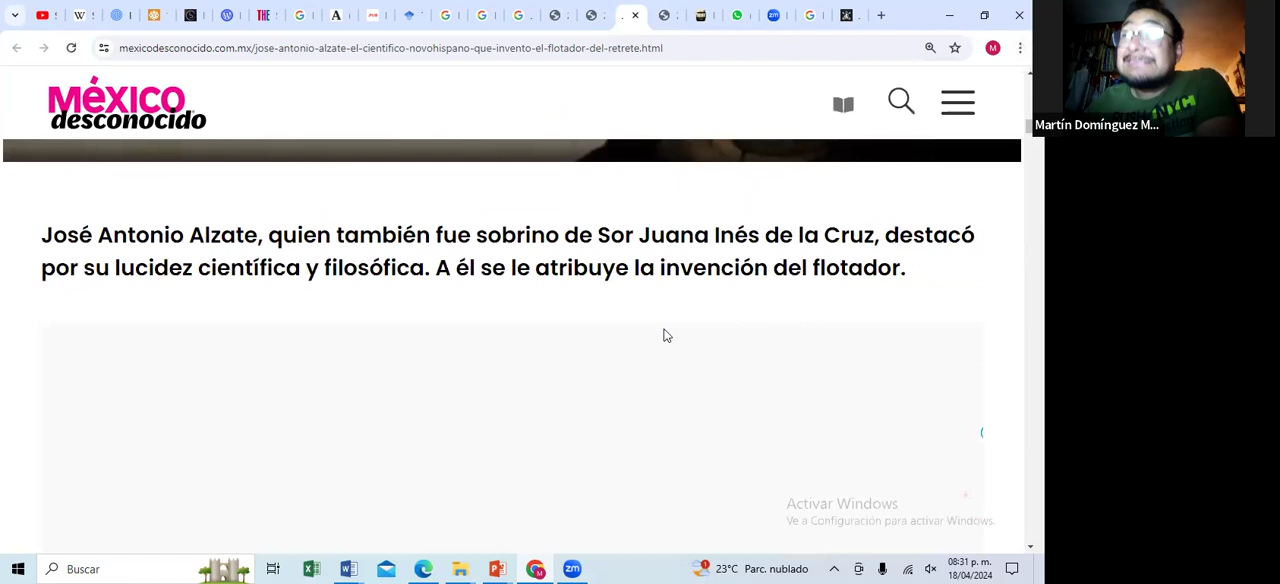 THE
mexicodesconocido.com.mx/jose-antonio-alzate-el-cientifico-novohispano-que-invento-el-flotador-del-retrete.html
M
México
desconocido
José Antonio Alzate, quien también fue sobrino de Sor Juana Inés de la Cruz, destacó
por su lucidez científica y filosófica. A él se le atribuye la invención del flotador.
Activar Windows
Ve a Configuración para activar Windows.
Martín Domínguez M...
NYC
Buscar
23°C Parc. nublado
08:31 p. m.
18/04/2024